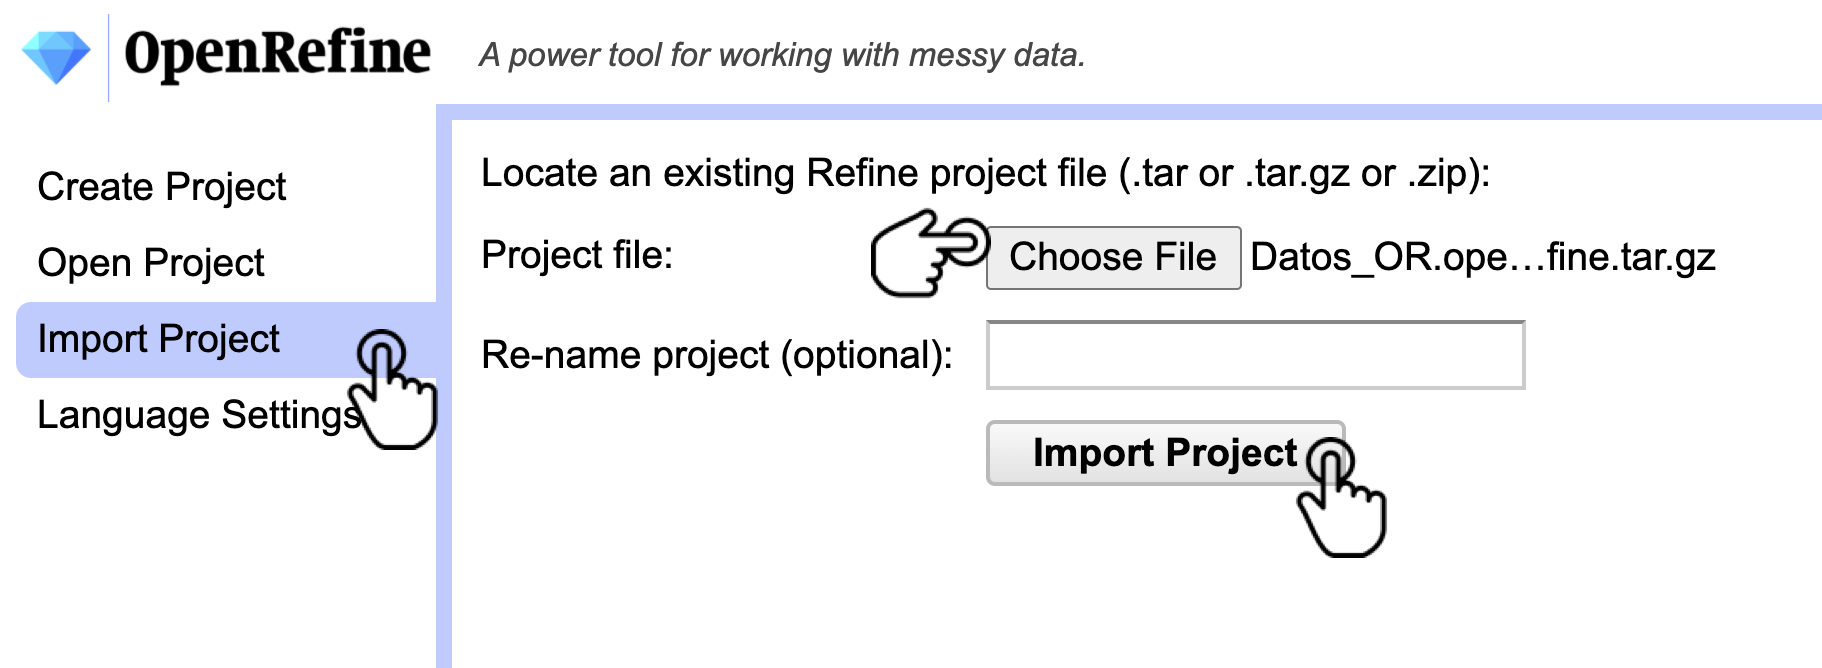 OpenRefine
A power tool for working with messy data.
Create Project
Open Project
Import Project
Language Settings
Locate an existing Refine project file (.tar or .tar.gz or .zip):
Project file: Choose File Datos_OR.ope…fine.tar.gz
Re-name project (optional):
Import Project